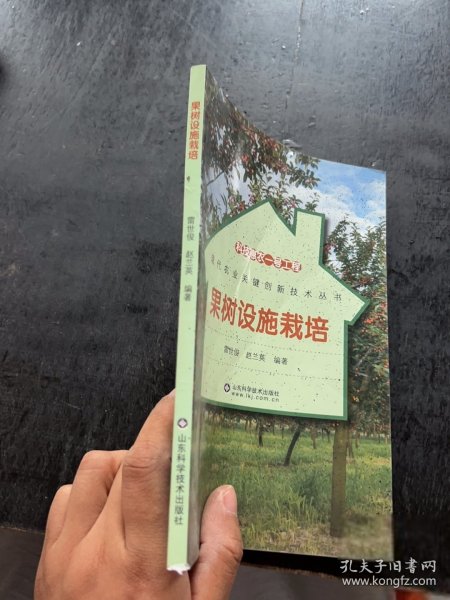 果树设施栽培
雷世俊 赵兰英 编著
山东科学技术出版社
科技惠农一号工程
现代农业关键创新技术丛书
果树设施栽培
雷世俊 赵兰英 编著
山东科学技术出版社
www.lkj.com.cn
孔夫子旧书网
www.kongfz.com